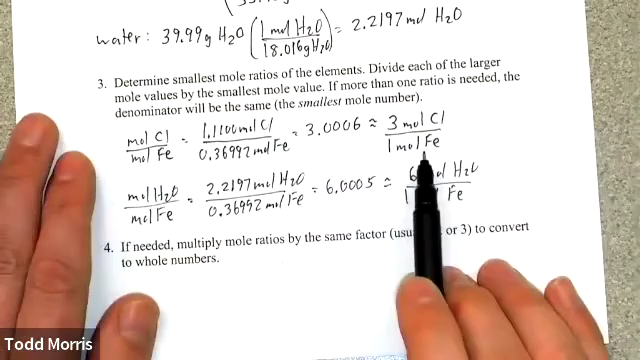 water: 39.99g H₂O (1 mol H₂O / 18.016g H₂O) = 2.2197 mol H₂O
3. Determine smallest mole ratios of the elements. Divide each of the larger
mole values by the smallest mole value. If more than one ratio is needed, the
denominator will be the same (the smallest mole number).
mol Cl / mol Fe = 1.1100 mol Cl / 0.36992 mol Fe = 3.0006 ≈ 3 mol Cl / 1 mol Fe
mol H₂O / mol Fe = 2.2197 mol H₂O / 0.36992 mol Fe = 6.0005 ≈ 6 H₂O / 1 Fe
4. If needed, multiply mole ratios by the same factor or 3) to convert
to whole numbers.
Todd Morris